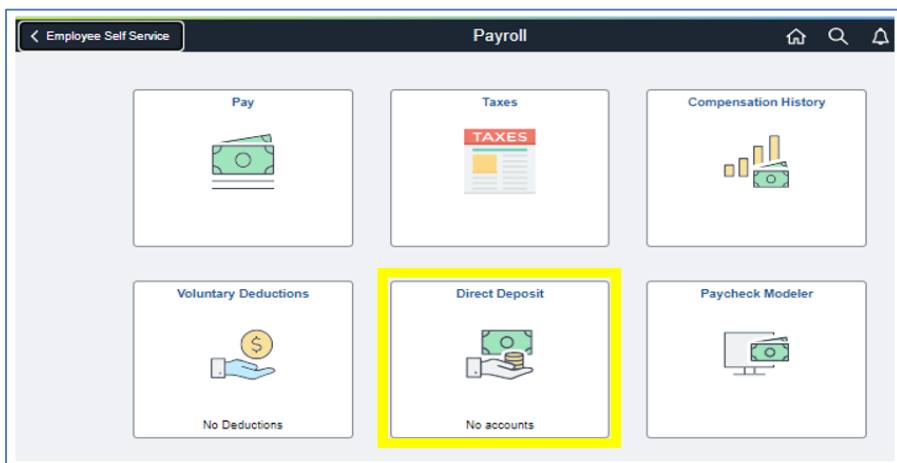 Employee Self Service
Payroll
Pay
Taxes
Compensation History
TAXES
Voluntary Deductions
Direct Deposit
Paycheck Modeler
$
No Deductions
No accounts